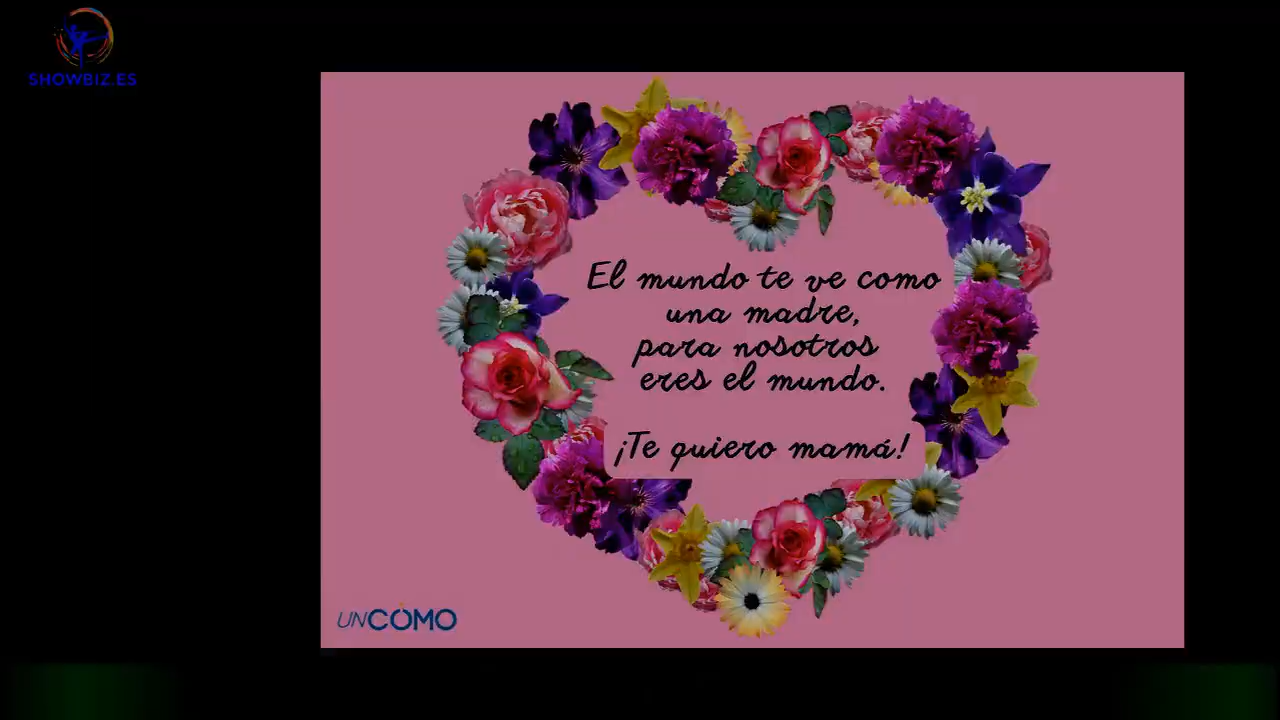 SHOWBIZ.ES
El mundo te ve como
una madre,
para nosotros
eres el mundo.
¡Te quiero mamá!
UNCOMO